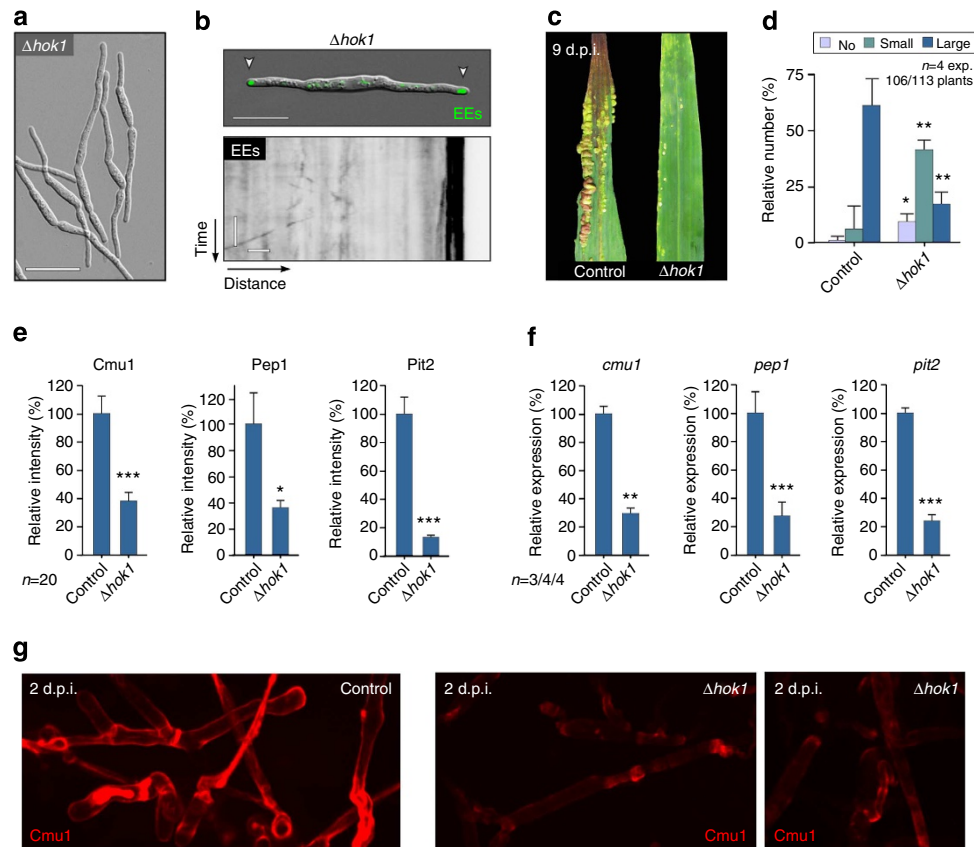 a
Δhok1
b
Δhok1
EEs
EEs
Time
Distance
c
9 d.p.i.
Control
Δhok1
d
No Small Large
n=4 exp.
106/113 plants
Relative number (%)
75
50
25
0
* ** **
Control
Δhok1
e
Cmu1
Relative intensity (%)
120
100
80
60
40
20
0
***
Control
Δhok1
n=20
Pep1
Relative intensity (%)
120
100
80
60
40
20
0
*
Control
Δhok1
Pit2
Relative intensity (%)
120
100
80
60
40
20
0
***
Control
Δhok1
f
cmu1
Relative expression (%)
120
100
80
60
40
20
0
**
Control
Δhok1
n=3/4/4
pep1
Relative expression (%)
120
100
80
60
40
20
0
***
Control
Δhok1
pit2
Relative expression (%)
120
100
80
60
40
20
0
***
Control
Δhok1
g
2 d.p.i. Control
Cmu1
2 d.p.i. Δhok1
Cmu1
2 d.p.i. Δhok1
Cmu1